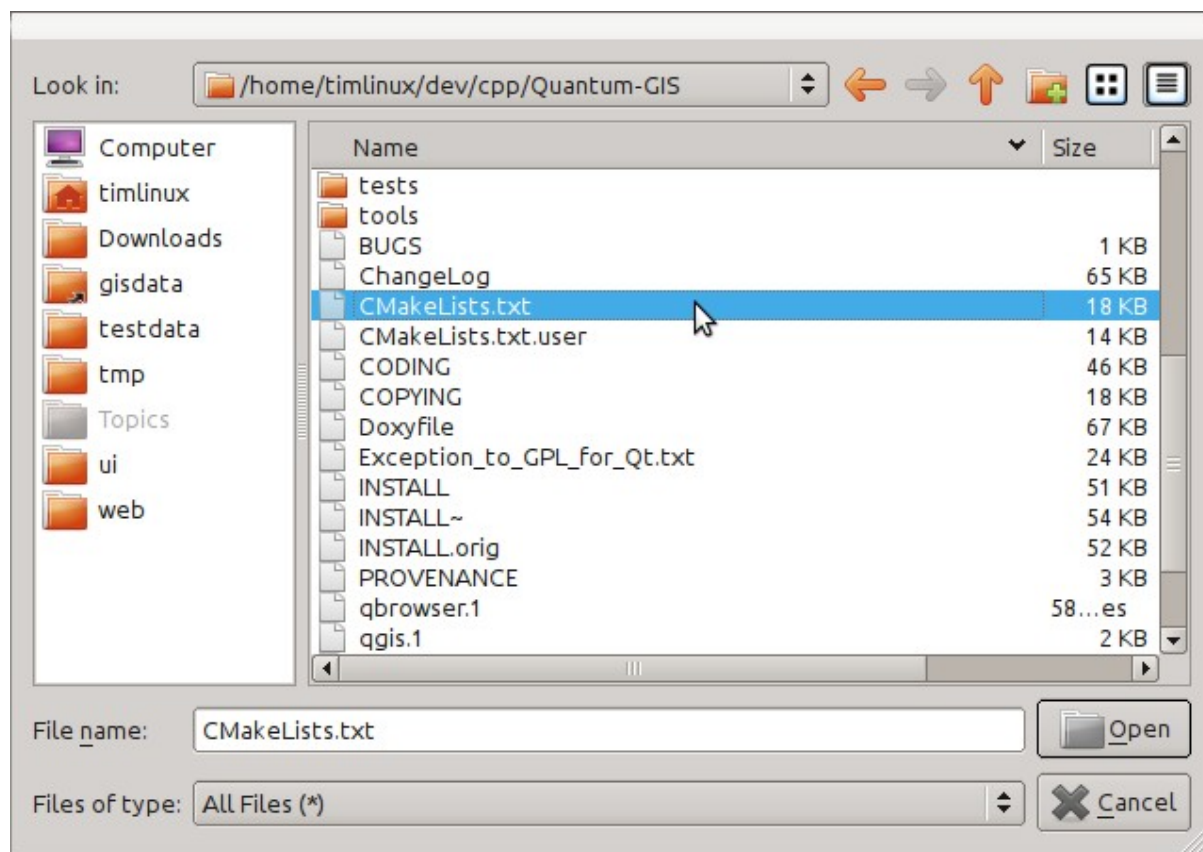 Look in: /home/timlinux/dev/cpp/Quantum-GIS
Computer
timlinux
Downloads
gisdata
testdata
tmp
Topics
ui
web
Name Size
tests
tools
BUGS 1 KB
ChangeLog 65 KB
CMakeLists.txt 18 KB
CMakeLists.txt.user 14 KB
CODING 46 KB
COPYING 18 KB
Doxyfile 67 KB
Exception_to_GPL_for_Qt.txt 24 KB
INSTALL 51 KB
INSTALL~ 54 KB
INSTALL.orig 52 KB
PROVENANCE 3 KB
qbrowser.1 58...es
qgis.1 2 KB
File name: CMakeLists.txt Open
Files of type: All Files (*) Cancel